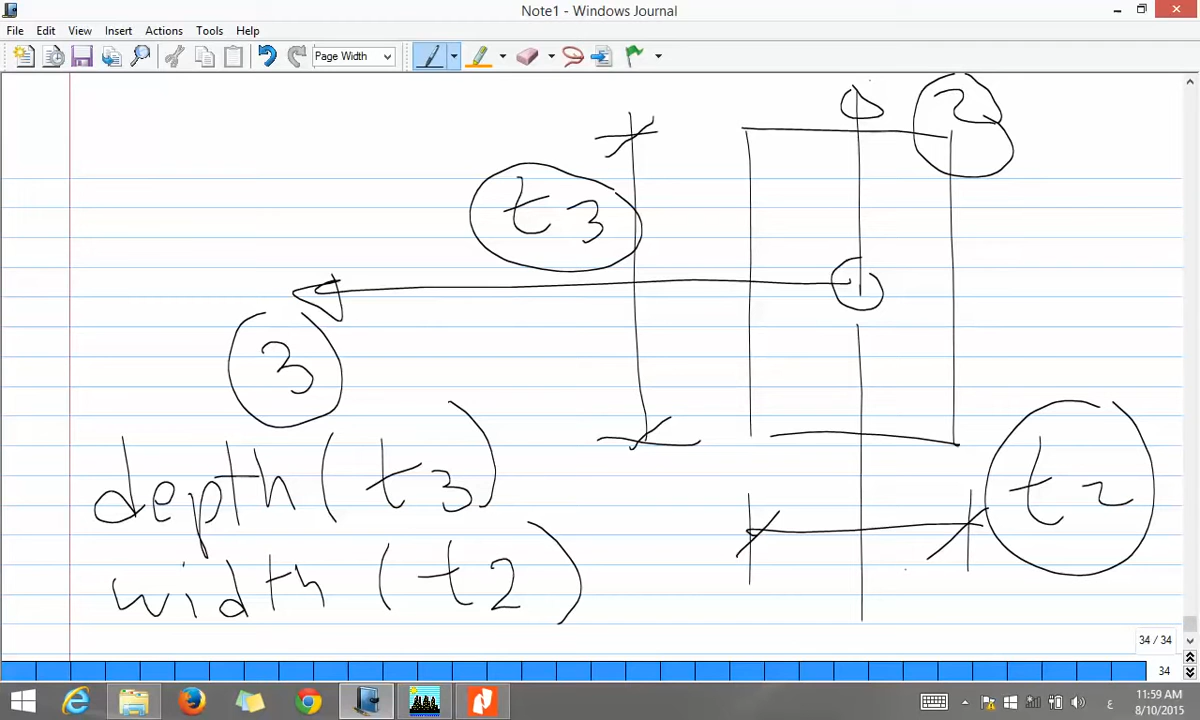 Note1 - Windows Journal
File Edit View Insert Actions Tools Help
Page Width
2
t3
3
depth (t3)
t2
width (t2)
34 / 34
34
11:59 AM
ع
8/10/2015